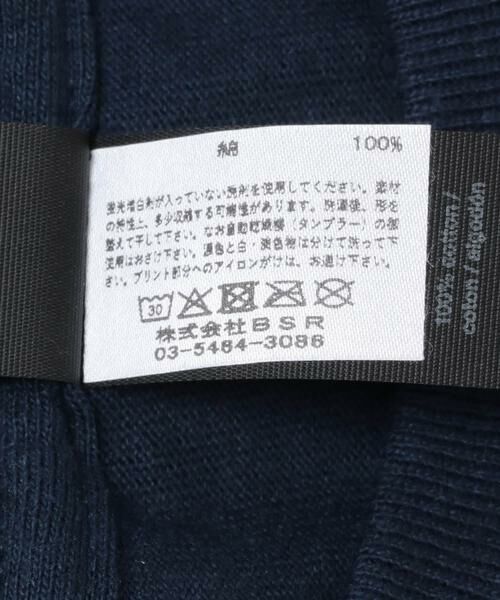 綿 100%
蛍光増白剤が入っていない洗剤を使用してください。素材
の特性上、多少収縮する可能性があります。洗濯後、形を
整えて干して下さい。なお自動乾燥機(タンブラー)の御
使用はおさけ下さい。濃色と白・淡色物は分けて洗って下
さい。プリント部分へのアイロンがけは、お避け下さい。
30
株式会社BSR
03-5464-3086
100% cotton /
coton / algodón